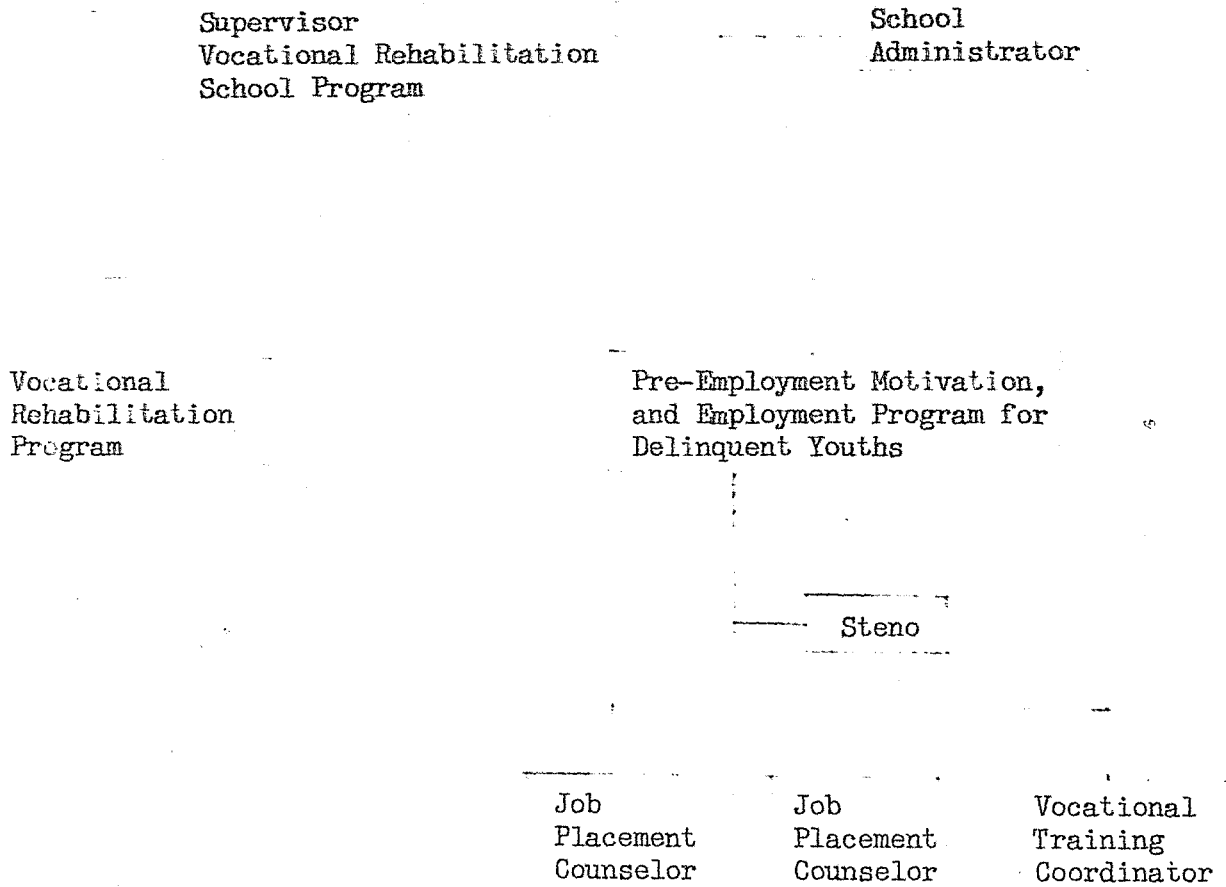 Supervisor
Vocational Rehabilitation
School Program
School
Administrator
Vocational
Rehabilitation
Program
Pre-Employment Motivation,
and Employment Program for
Delinquent Youths
Steno
Job
Placement
Counselor
Job
Placement
Counselor
Vocational
Training
Coordinator